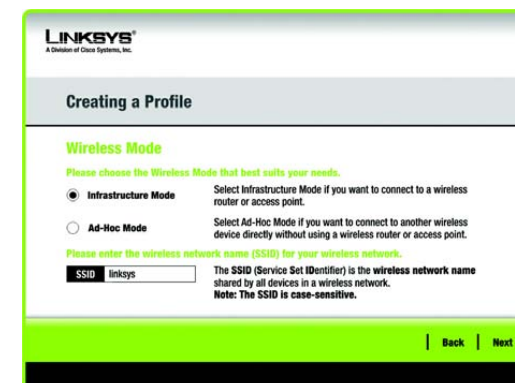 LINKSYS®
A Division of Cisco Systems, Inc.
Creating a Profile
Wireless Mode
Please choose the Wireless Mode that best suits your needs.
Infrastructure Mode
Select Infrastructure Mode if you want to connect to a wireless
router or access point.
Ad-Hoc Mode
Select Ad-Hoc Mode if you want to connect to another wireless
device directly without using a wireless router or access point.
Please enter the wireless network name (SSID) for your wireless network.
SSID linksys
The SSID (Service Set IDentifier) is the wireless network name
shared by all devices in a wireless network.
Note: The SSID is case-sensitive.
Back Next